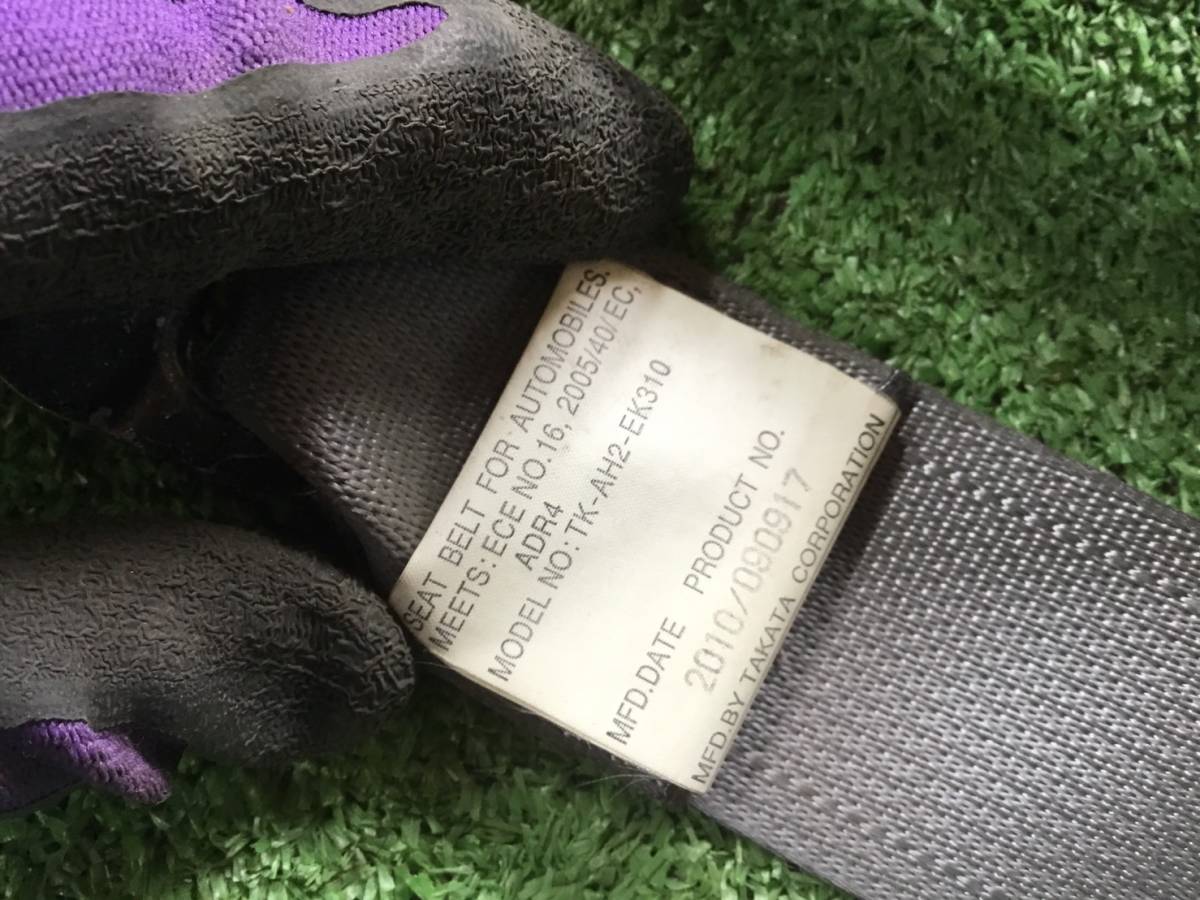 SEAT BELT FOR AUTOMOBILES.
MEETS: ECE NO.16, 2005/40/EC,
ADR4
MODEL NO: TK-AH2-EK310
MFD.DATE PRODUCT NO.
2010/090917
MFD.BY TAKATA CORPORATION